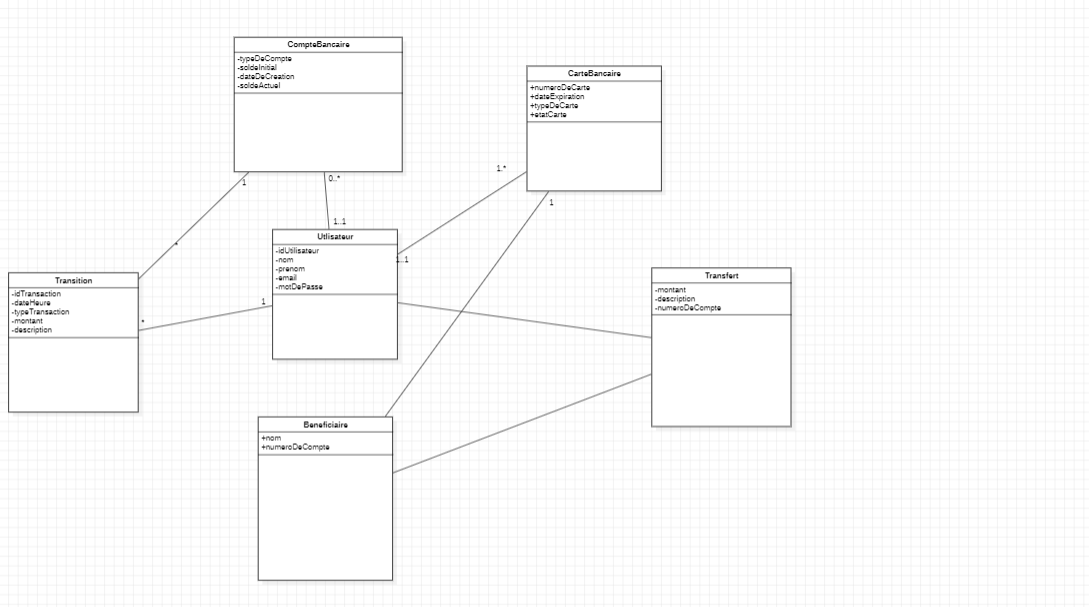 CompteBancaire
-typeDeCompte
-soldeInitial
-dateDeCreation
-soldeActuel
CarteBancaire
+numeroDeCarte
+dateExpiration
+typeDeCarte
+etatCarte
1
0..*
1.*
1
1..1
1..1
*
Utlisateur
-idUtilisateur
-nom
-prenom
-email
-motDePasse
Transition
-idTransaction
-dateHeure
-typeTransaction
-montant
-description
1
*
Transfert
-montant
-description
-numeroDeCompte
Beneficiaire
+nom
+numeroDeCompte